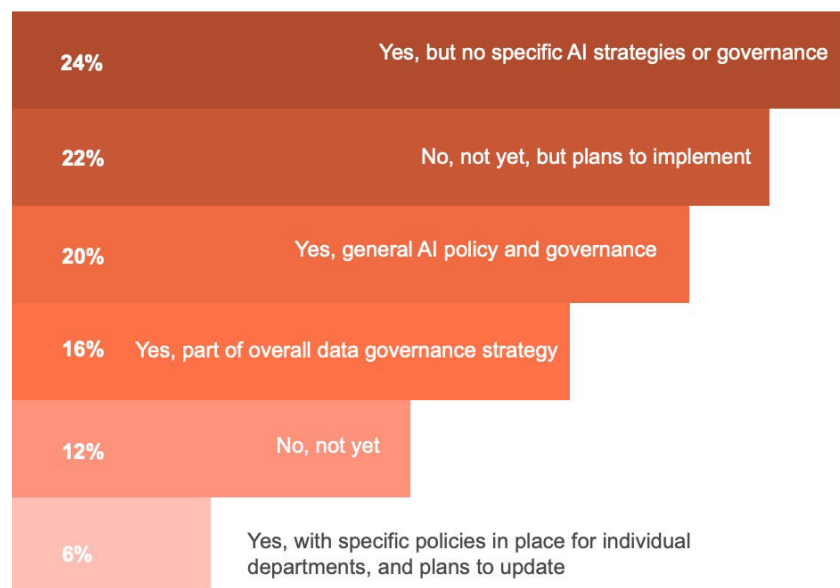 24% Yes, but no specific AI strategies or governance
22% No, not yet, but plans to implement
20% Yes, general AI policy and governance
16% Yes, part of overall data governance strategy
12% No, not yet
6% Yes, with specific policies in place for individual
departments, and plans to update